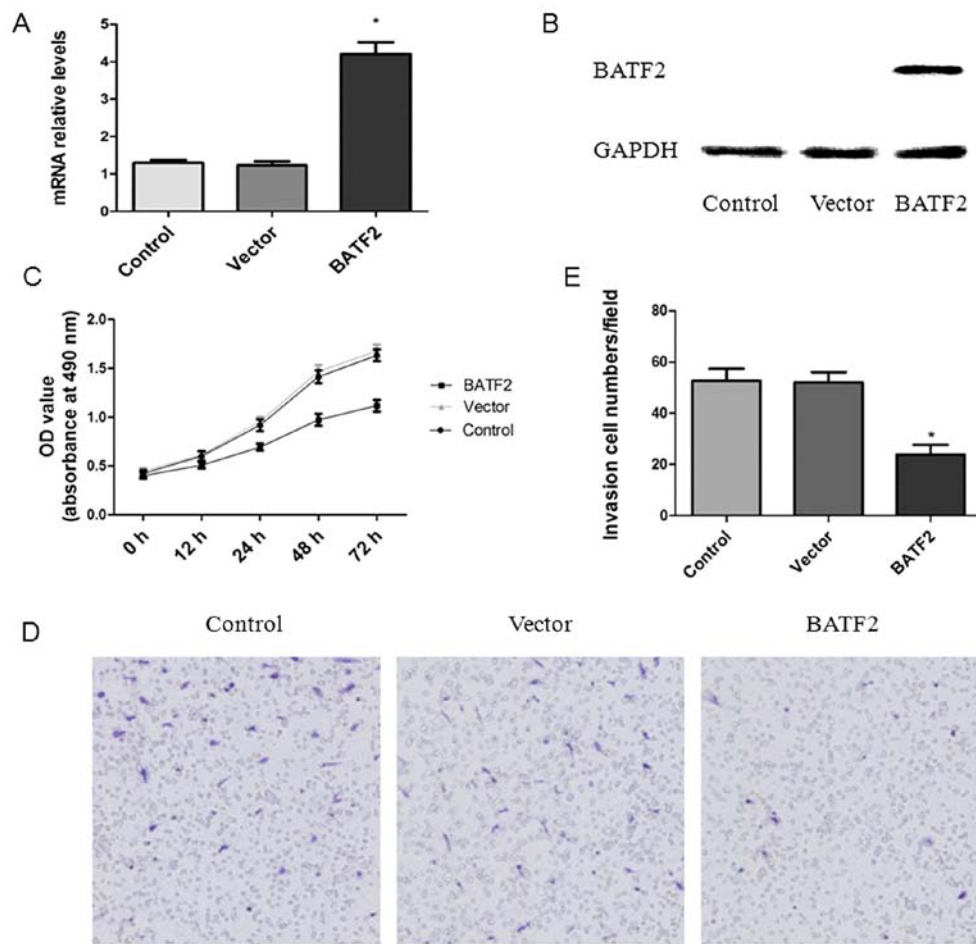 A
mRNA relative levels
5
4
3
2
1
0
*
Control
Vector
BATF2
B
BATF2
GAPDH
Control Vector BATF2
C
OD value
(absorbance at 490 nm)
2.0
1.5
1.0
0.5
0.0
0 h
12 h
24 h
48 h
72 h
BATF2
Vector
Control
E
Invasion cell numbers/field
80
60
40
20
0
*
Control
Vector
BATF2
D
Control Vector BATF2